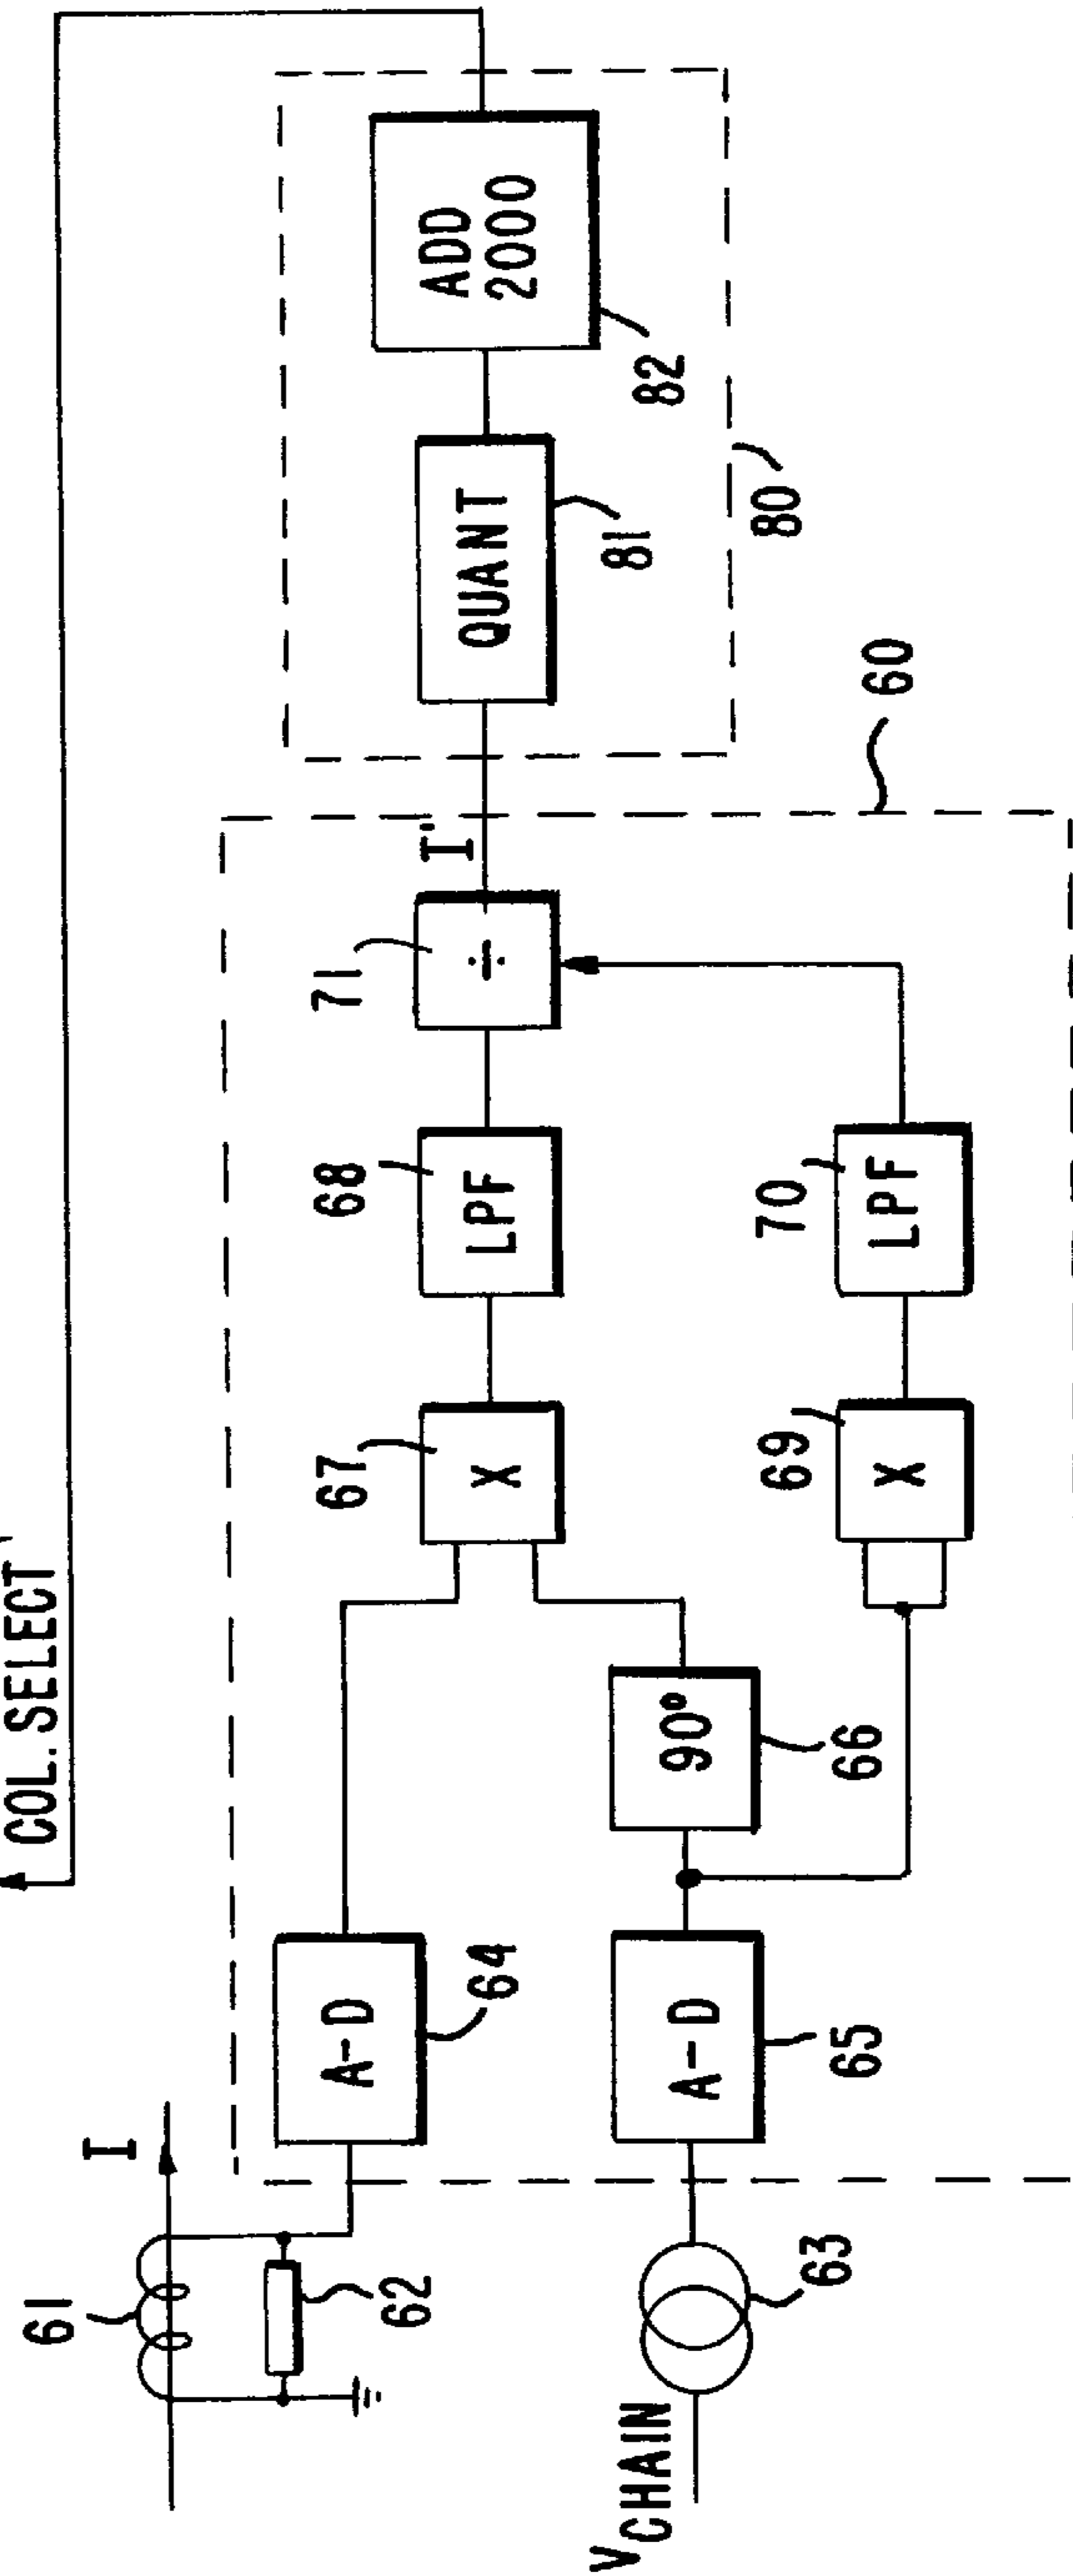 COL. SELECT
61
I
62
A-D
64
67
X
68
LPF
71
÷
I'
QUANT
81
ADD
2000
82
80
60
VCHAIN
63
A-D
65
90°
66
69
X
70
LPF